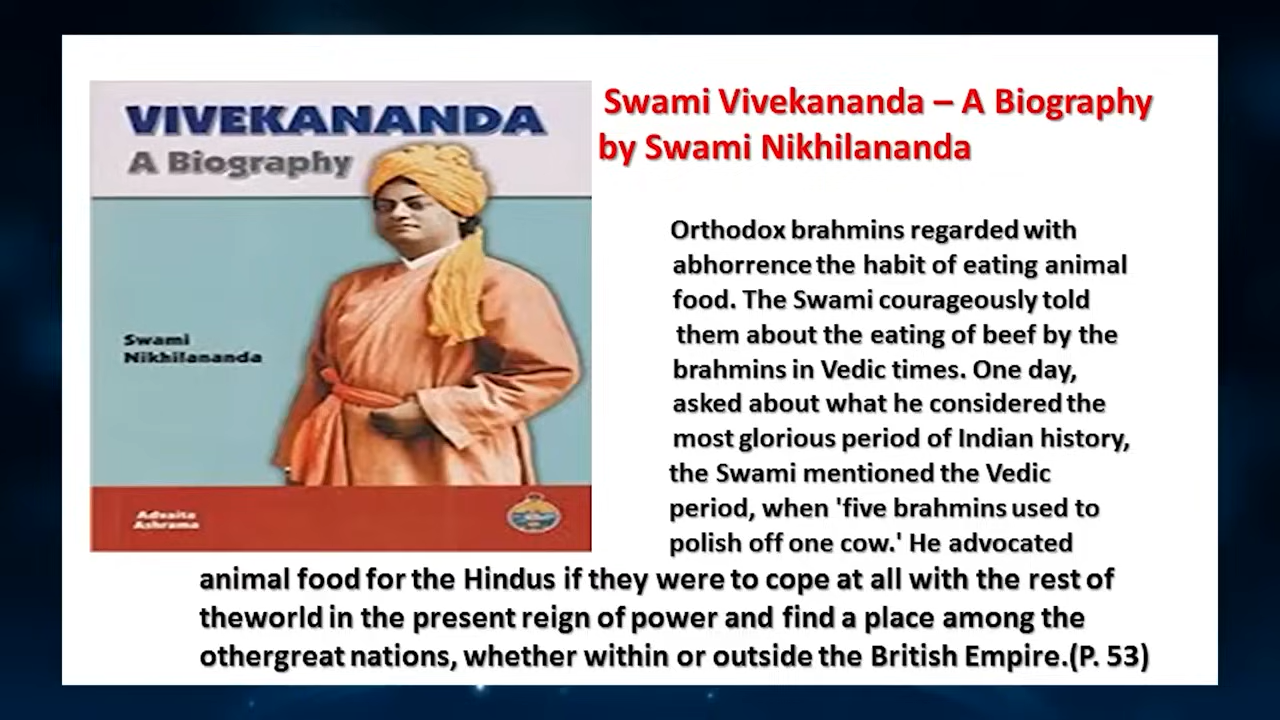 VIVEKANANDA
A Biography
Swami
Nikhilananda
Advaita
Ashrama
Swami Vivekananda – A Biography
by Swami Nikhilananda
Orthodox brahmins regarded with
abhorrence the habit of eating animal
food. The Swami courageously told
them about the eating of beef by the
brahmins in Vedic times. One day,
asked about what he considered the
most glorious period of Indian history,
the Swami mentioned the Vedic
period, when 'five brahmins used to
polish off one cow.' He advocated
animal food for the Hindus if they were to cope at all with the rest of
theworld in the present reign of power and find a place among the
othergreat nations, whether within or outside the British Empire.(P. 53)